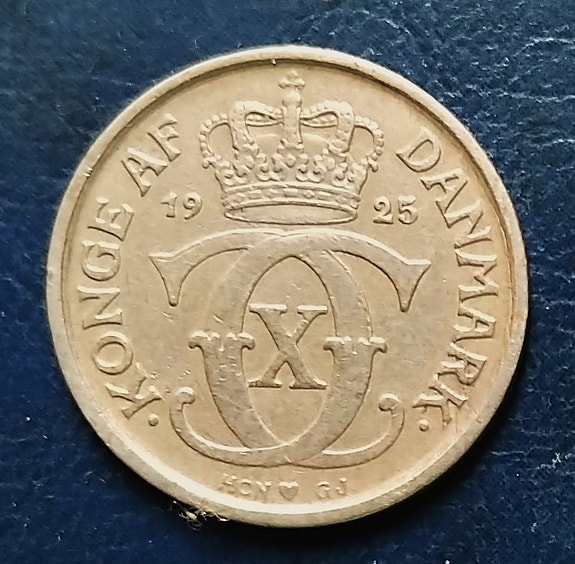 · KONGE AF DANMARK ·
19 25
X
HCN ♥ GJ